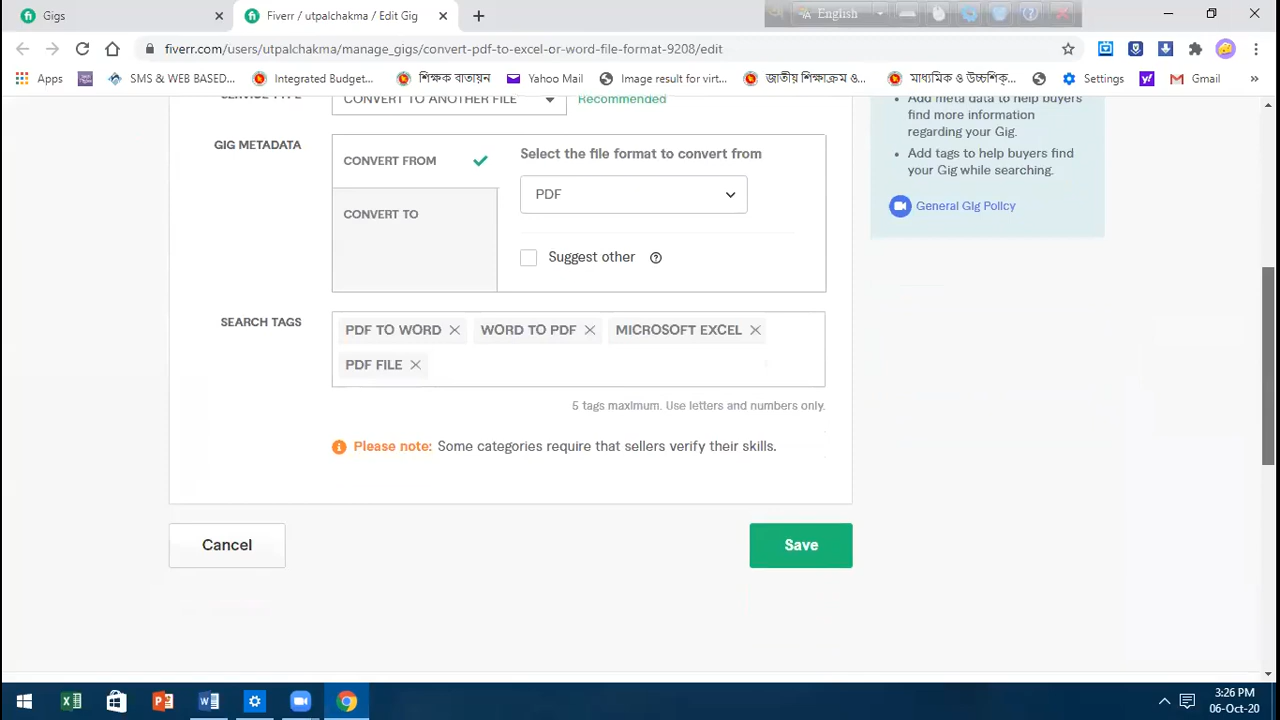 Gigs
Fiverr / utpalchakma / Edit Gig
English
fiverr.com/users/utpalchakma/manage_gigs/convert-pdf-to-excel-or-word-file-format-9208/edit
Apps
SMS & WEB BASED...
Integrated Budget...
শিক্ষক বাতায়ন
Yahoo Mail
Image result for virt...
জাতীয় শিক্ষাক্রম ও...
মাধ্যমিক ও উচ্চশিক্...
Settings
Gmail
SERVICE TYPE
CONVERT TO ANOTHER FILE
Recommended
Add meta data to help buyers
find more information
regarding your Gig.
Add tags to help buyers find
your Gig while searching.
General Gig Policy
GIG METADATA
CONVERT FROM
Select the file format to convert from
PDF
CONVERT TO
Suggest other
SEARCH TAGS
PDF TO WORD
WORD TO PDF
MICROSOFT EXCEL
PDF FILE
5 tags maximum. Use letters and numbers only.
Please note: Some categories require that sellers verify their skills.
Cancel
Save
3:26 PM
06-Oct-20